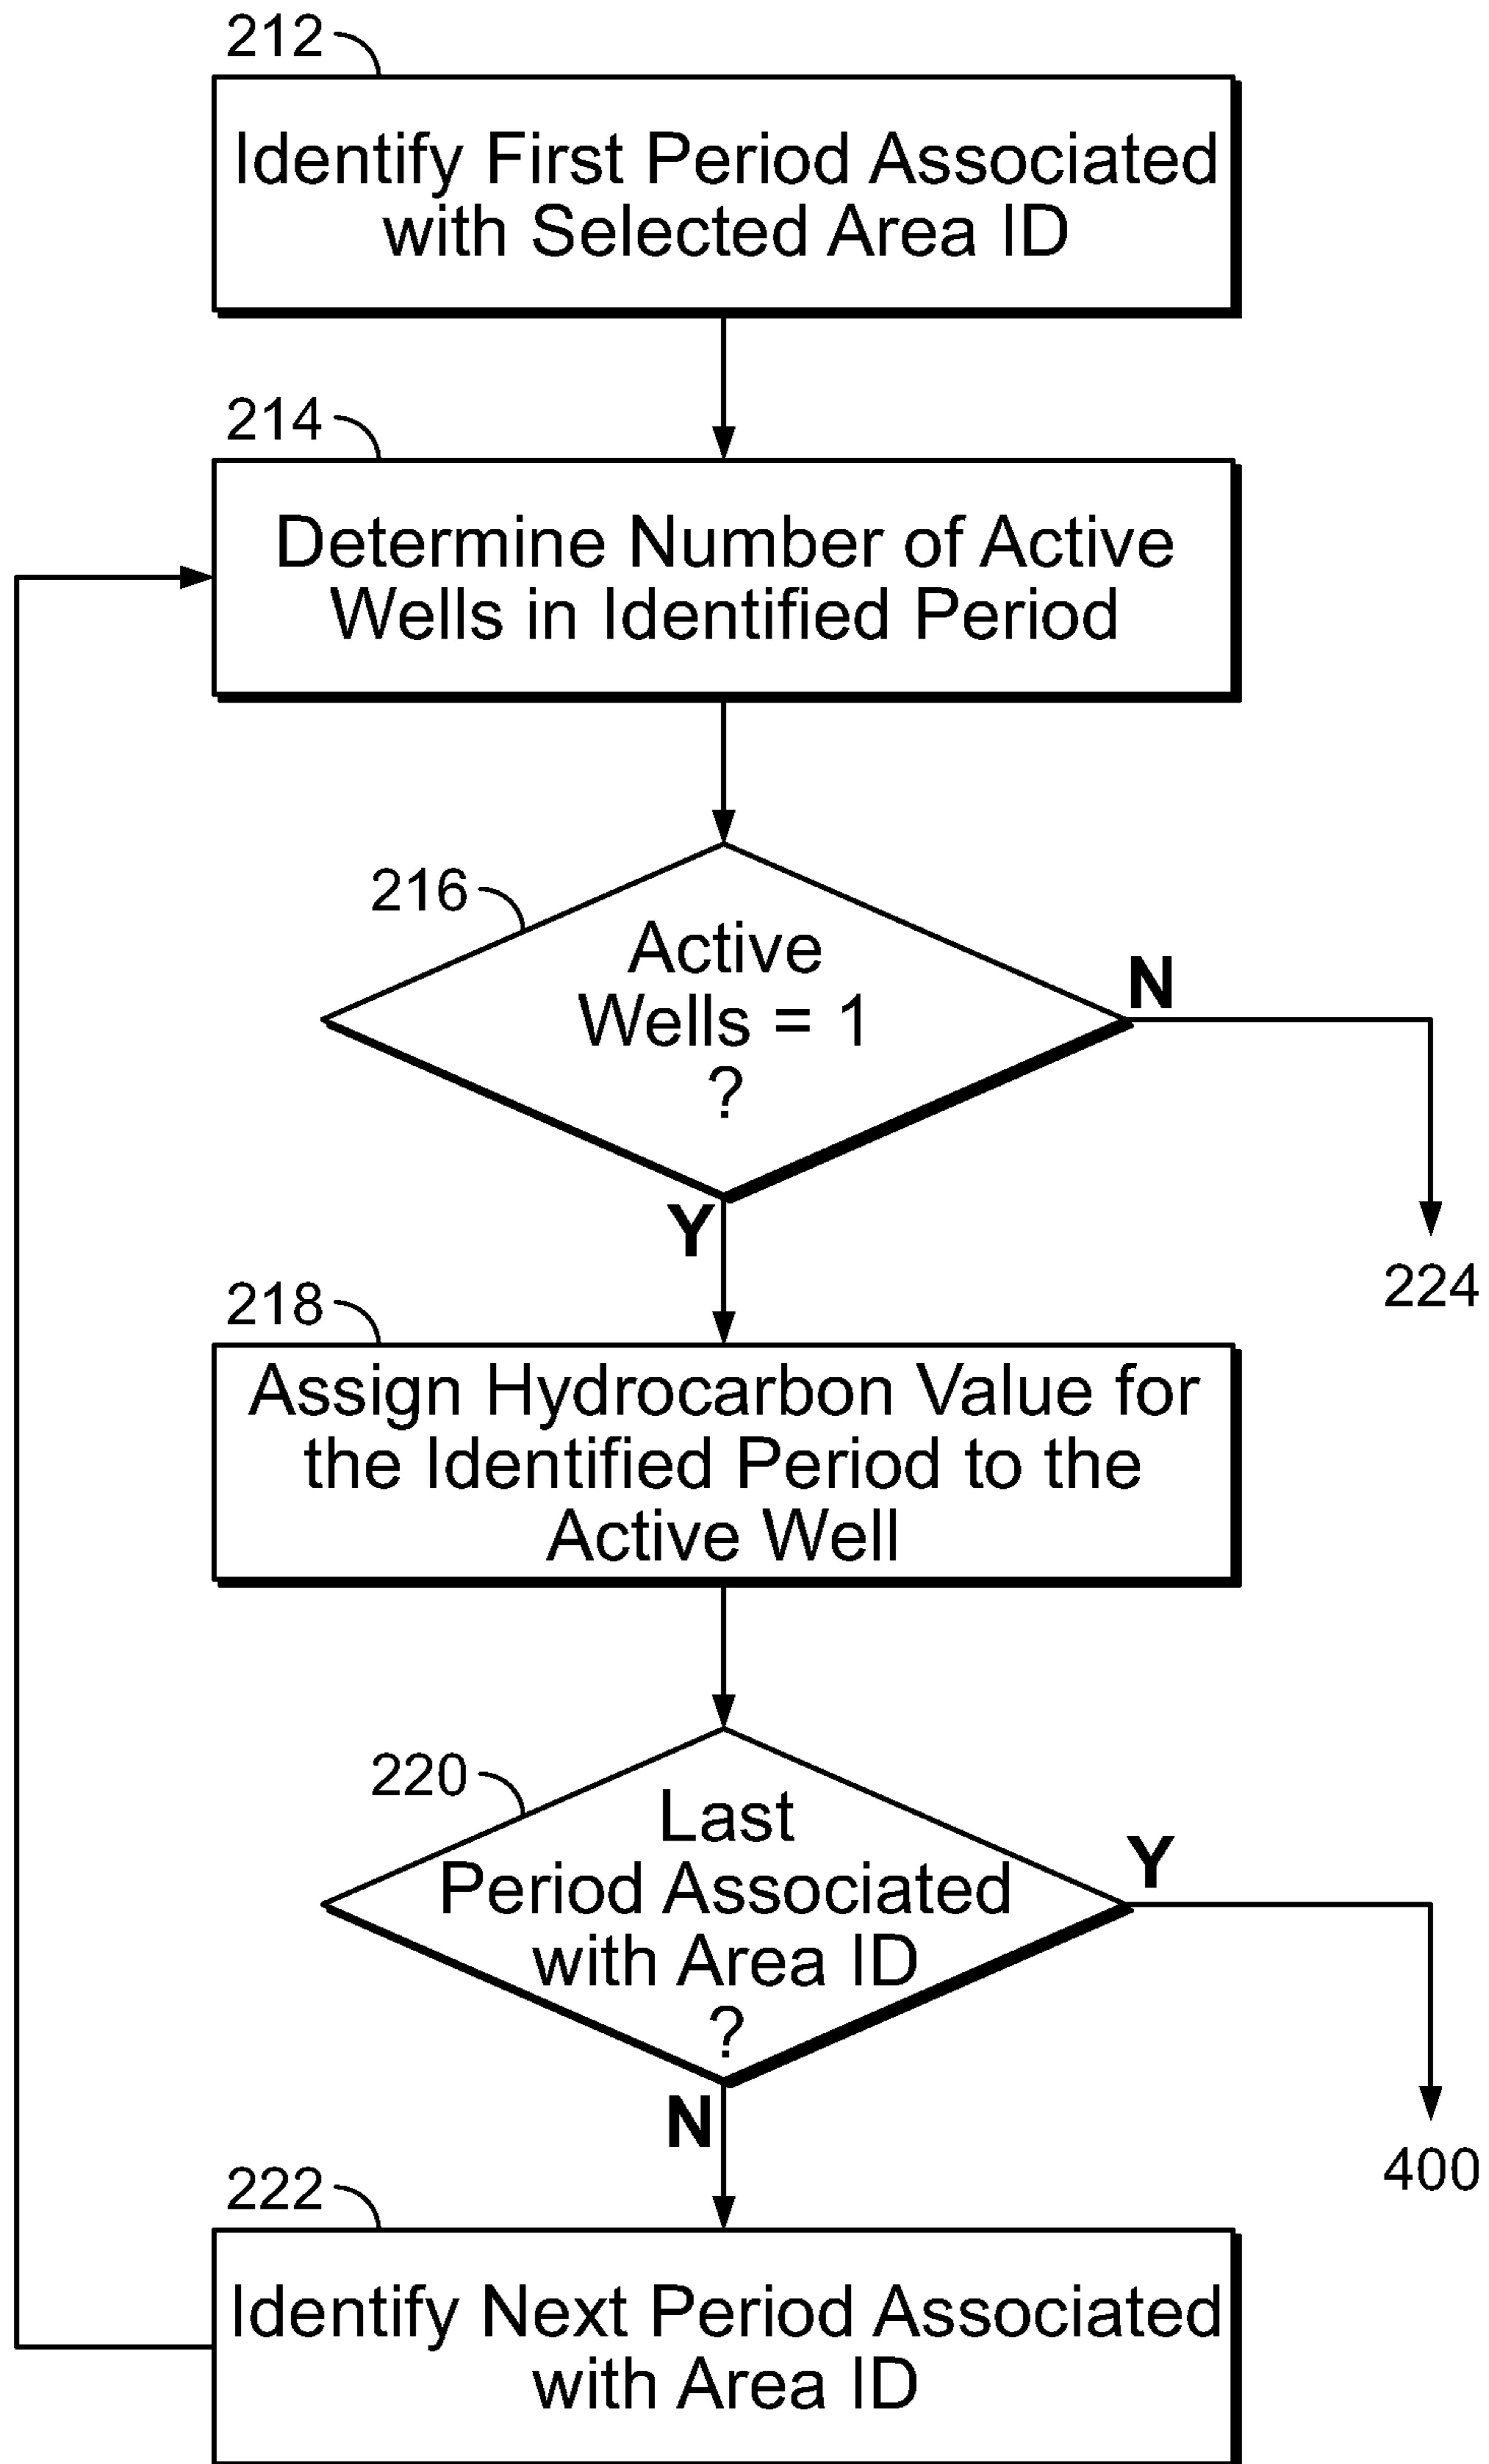 212
Identify First Period Associated
with Selected Area ID
214
Determine Number of Active
Wells in Identified Period
216
Active
Wells = 1
?
N
Y
224
218
Assign Hydrocarbon Value for
the Identified Period to the
Active Well
220
Last
Period Associated
with Area ID
?
Y
N
400
222
Identify Next Period Associated
with Area ID